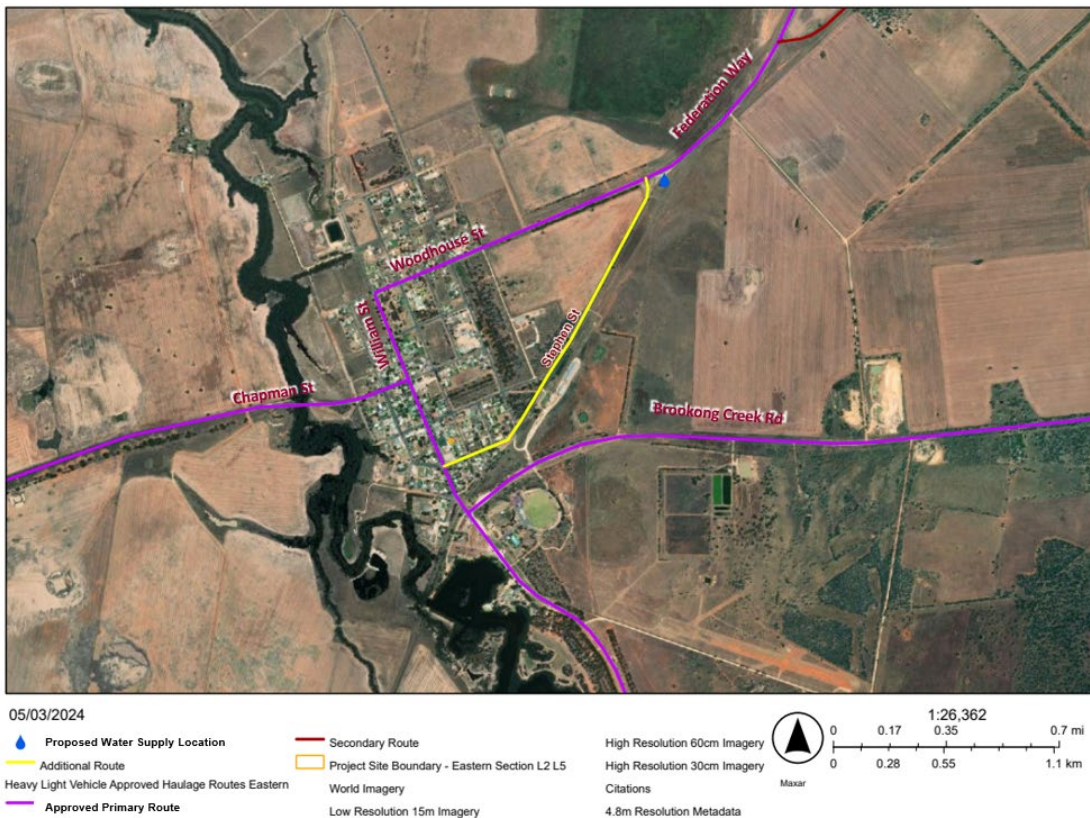 Federation Way
Woodhouse St
William St
Stephen St
Chapman St
Brookong Creek Rd
05/03/2024
Proposed Water Supply Location
Additional Route
Heavy Light Vehicle Approved Haulage Routes Eastern
Approved Primary Route
Secondary Route
Project Site Boundary - Eastern Section L2 L5
World Imagery
Low Resolution 15m Imagery
High Resolution 60cm Imagery
High Resolution 30cm Imagery
Citations
4.8m Resolution Metadata
Maxar
1:26,362
0 0.17 0.35 0.7 mi
0 0.28 0.55 1.1 km